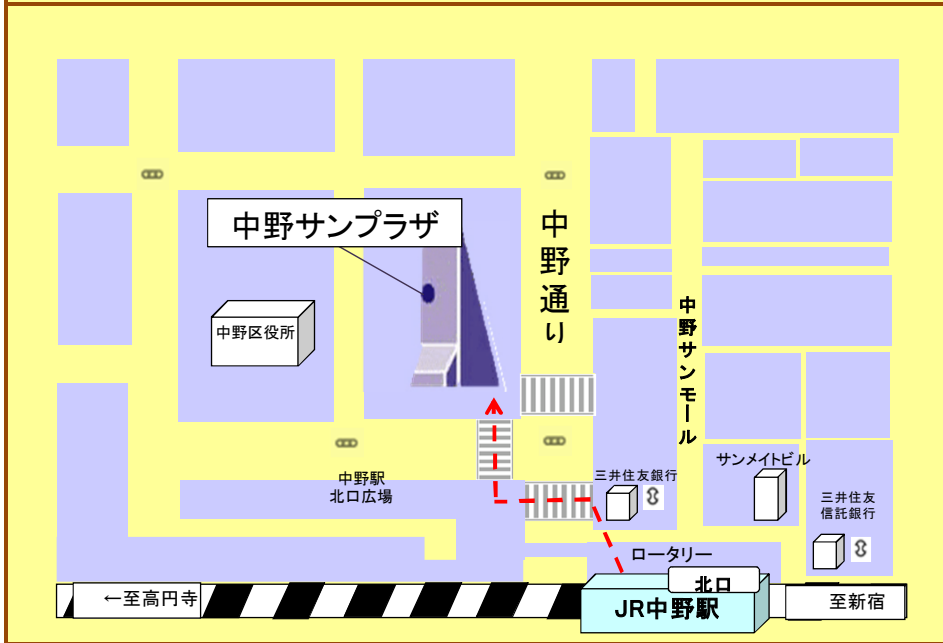 中野サンプラザ
中野通り
中野区役所
中野サンモール
中野駅
北口広場
三井住友銀行
サンメイトビル
三井住友
信託銀行
ロータリー
北口
←至高円寺
JR中野駅
至新宿